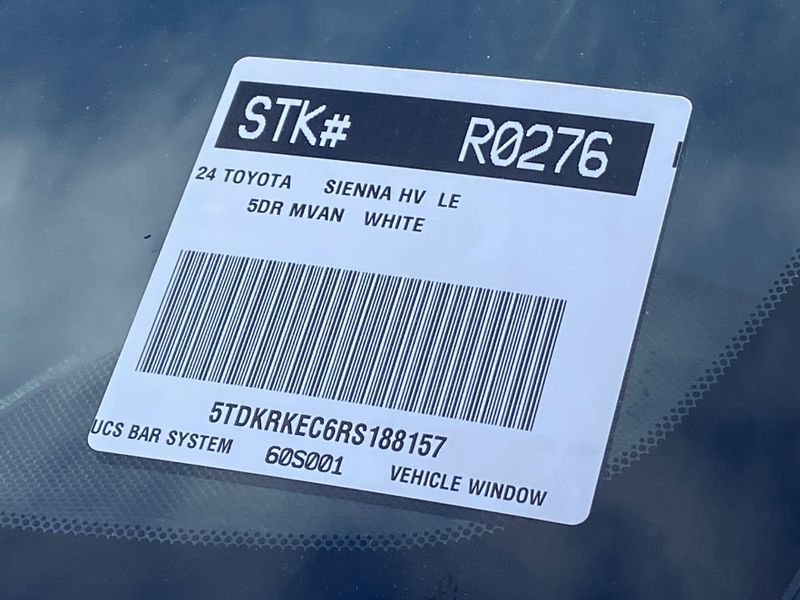 STK# R0276
24 TOYOTA SIENNA HV LE
5DR MVAN WHITE
5TDKRKEC6RS188157
UCS BAR SYSTEM 60S001 VEHICLE WINDOW